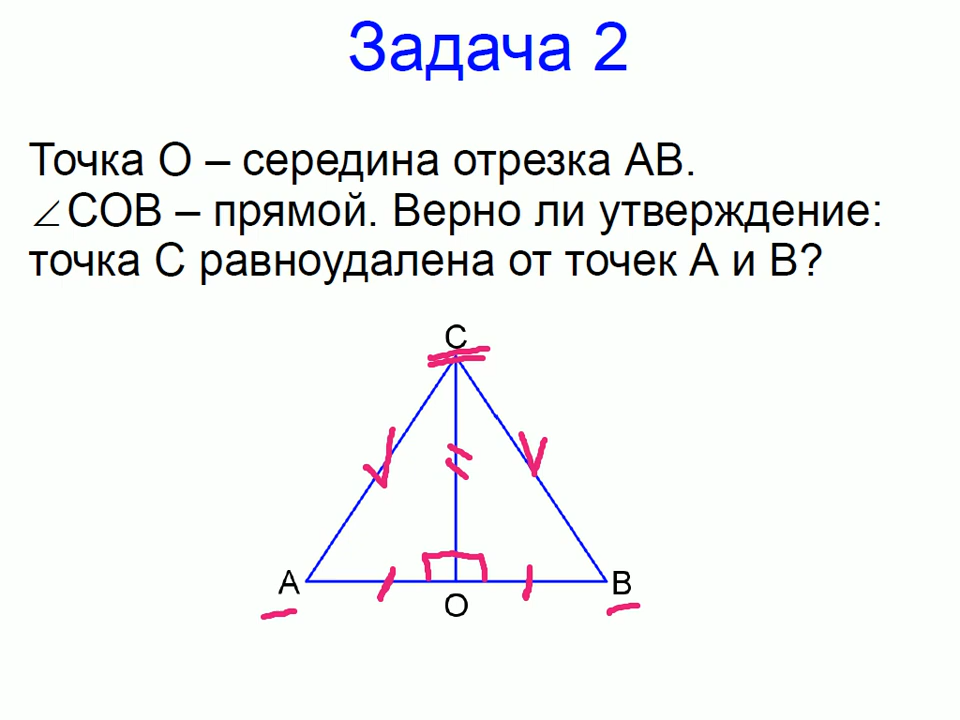 Задача 2
Точка О – середина отрезка АВ.
∠СОВ – прямой. Верно ли утверждение:
точка С равноудалена от точек А и В?
С
А
В
О